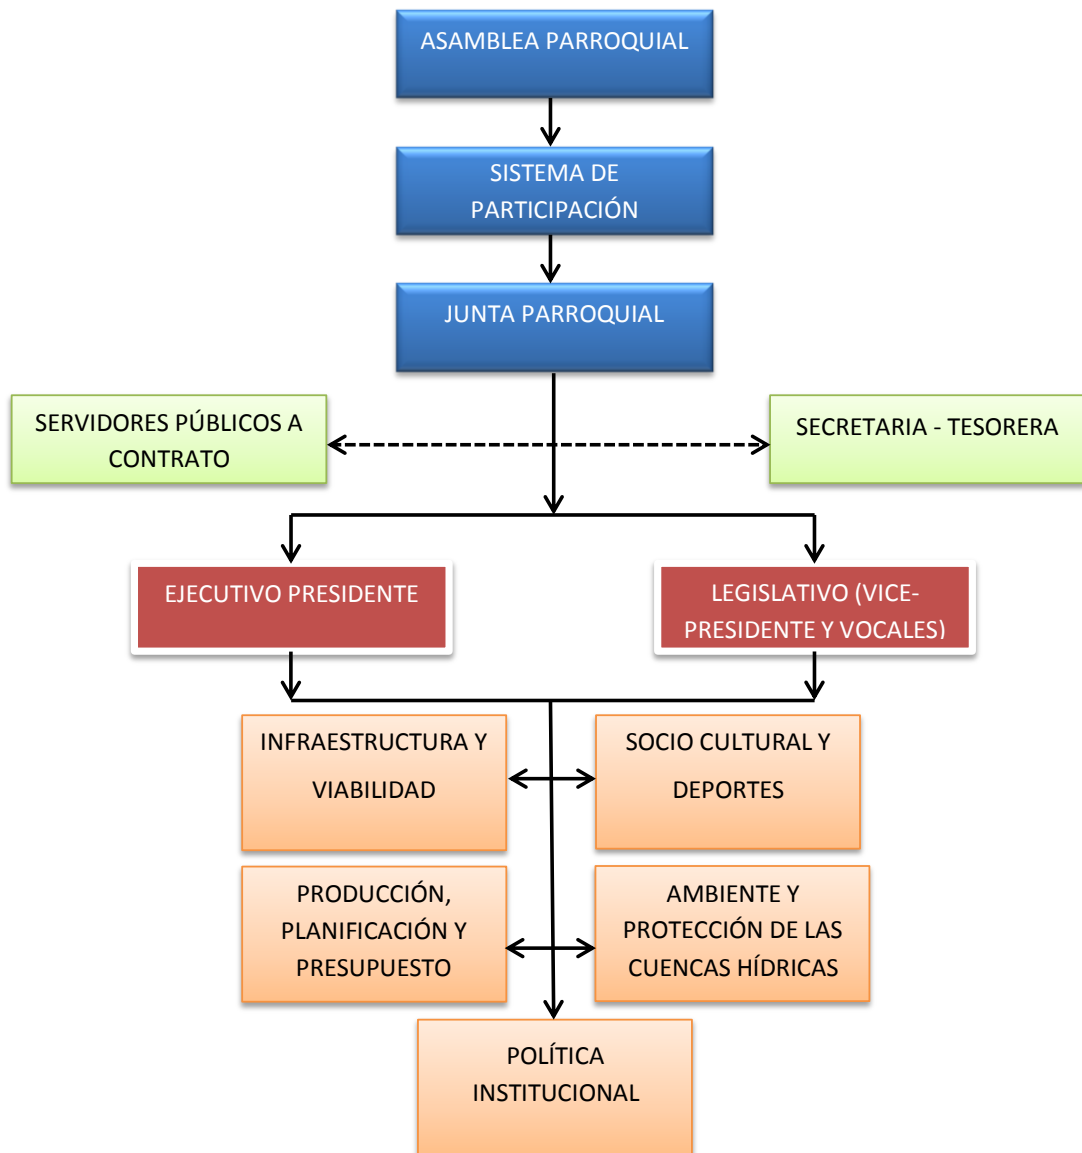 ASAMBLEA PARROQUIAL
SISTEMA DE
PARTICIPACIÓN
JUNTA PARROQUIAL
SERVIDORES PÚBLICOS A
CONTRATO
SECRETARIA - TESORERA
EJECUTIVO PRESIDENTE
LEGISLATIVO (VICE-
PRESIDENTE Y VOCALES)
INFRAESTRUCTURA Y
VIABILIDAD
SOCIO CULTURAL Y
DEPORTES
PRODUCCIÓN,
PLANIFICACIÓN Y
PRESUPUESTO
AMBIENTE Y
PROTECCIÓN DE LAS
CUENCAS HÍDRICAS
POLÍTICA
INSTITUCIONAL